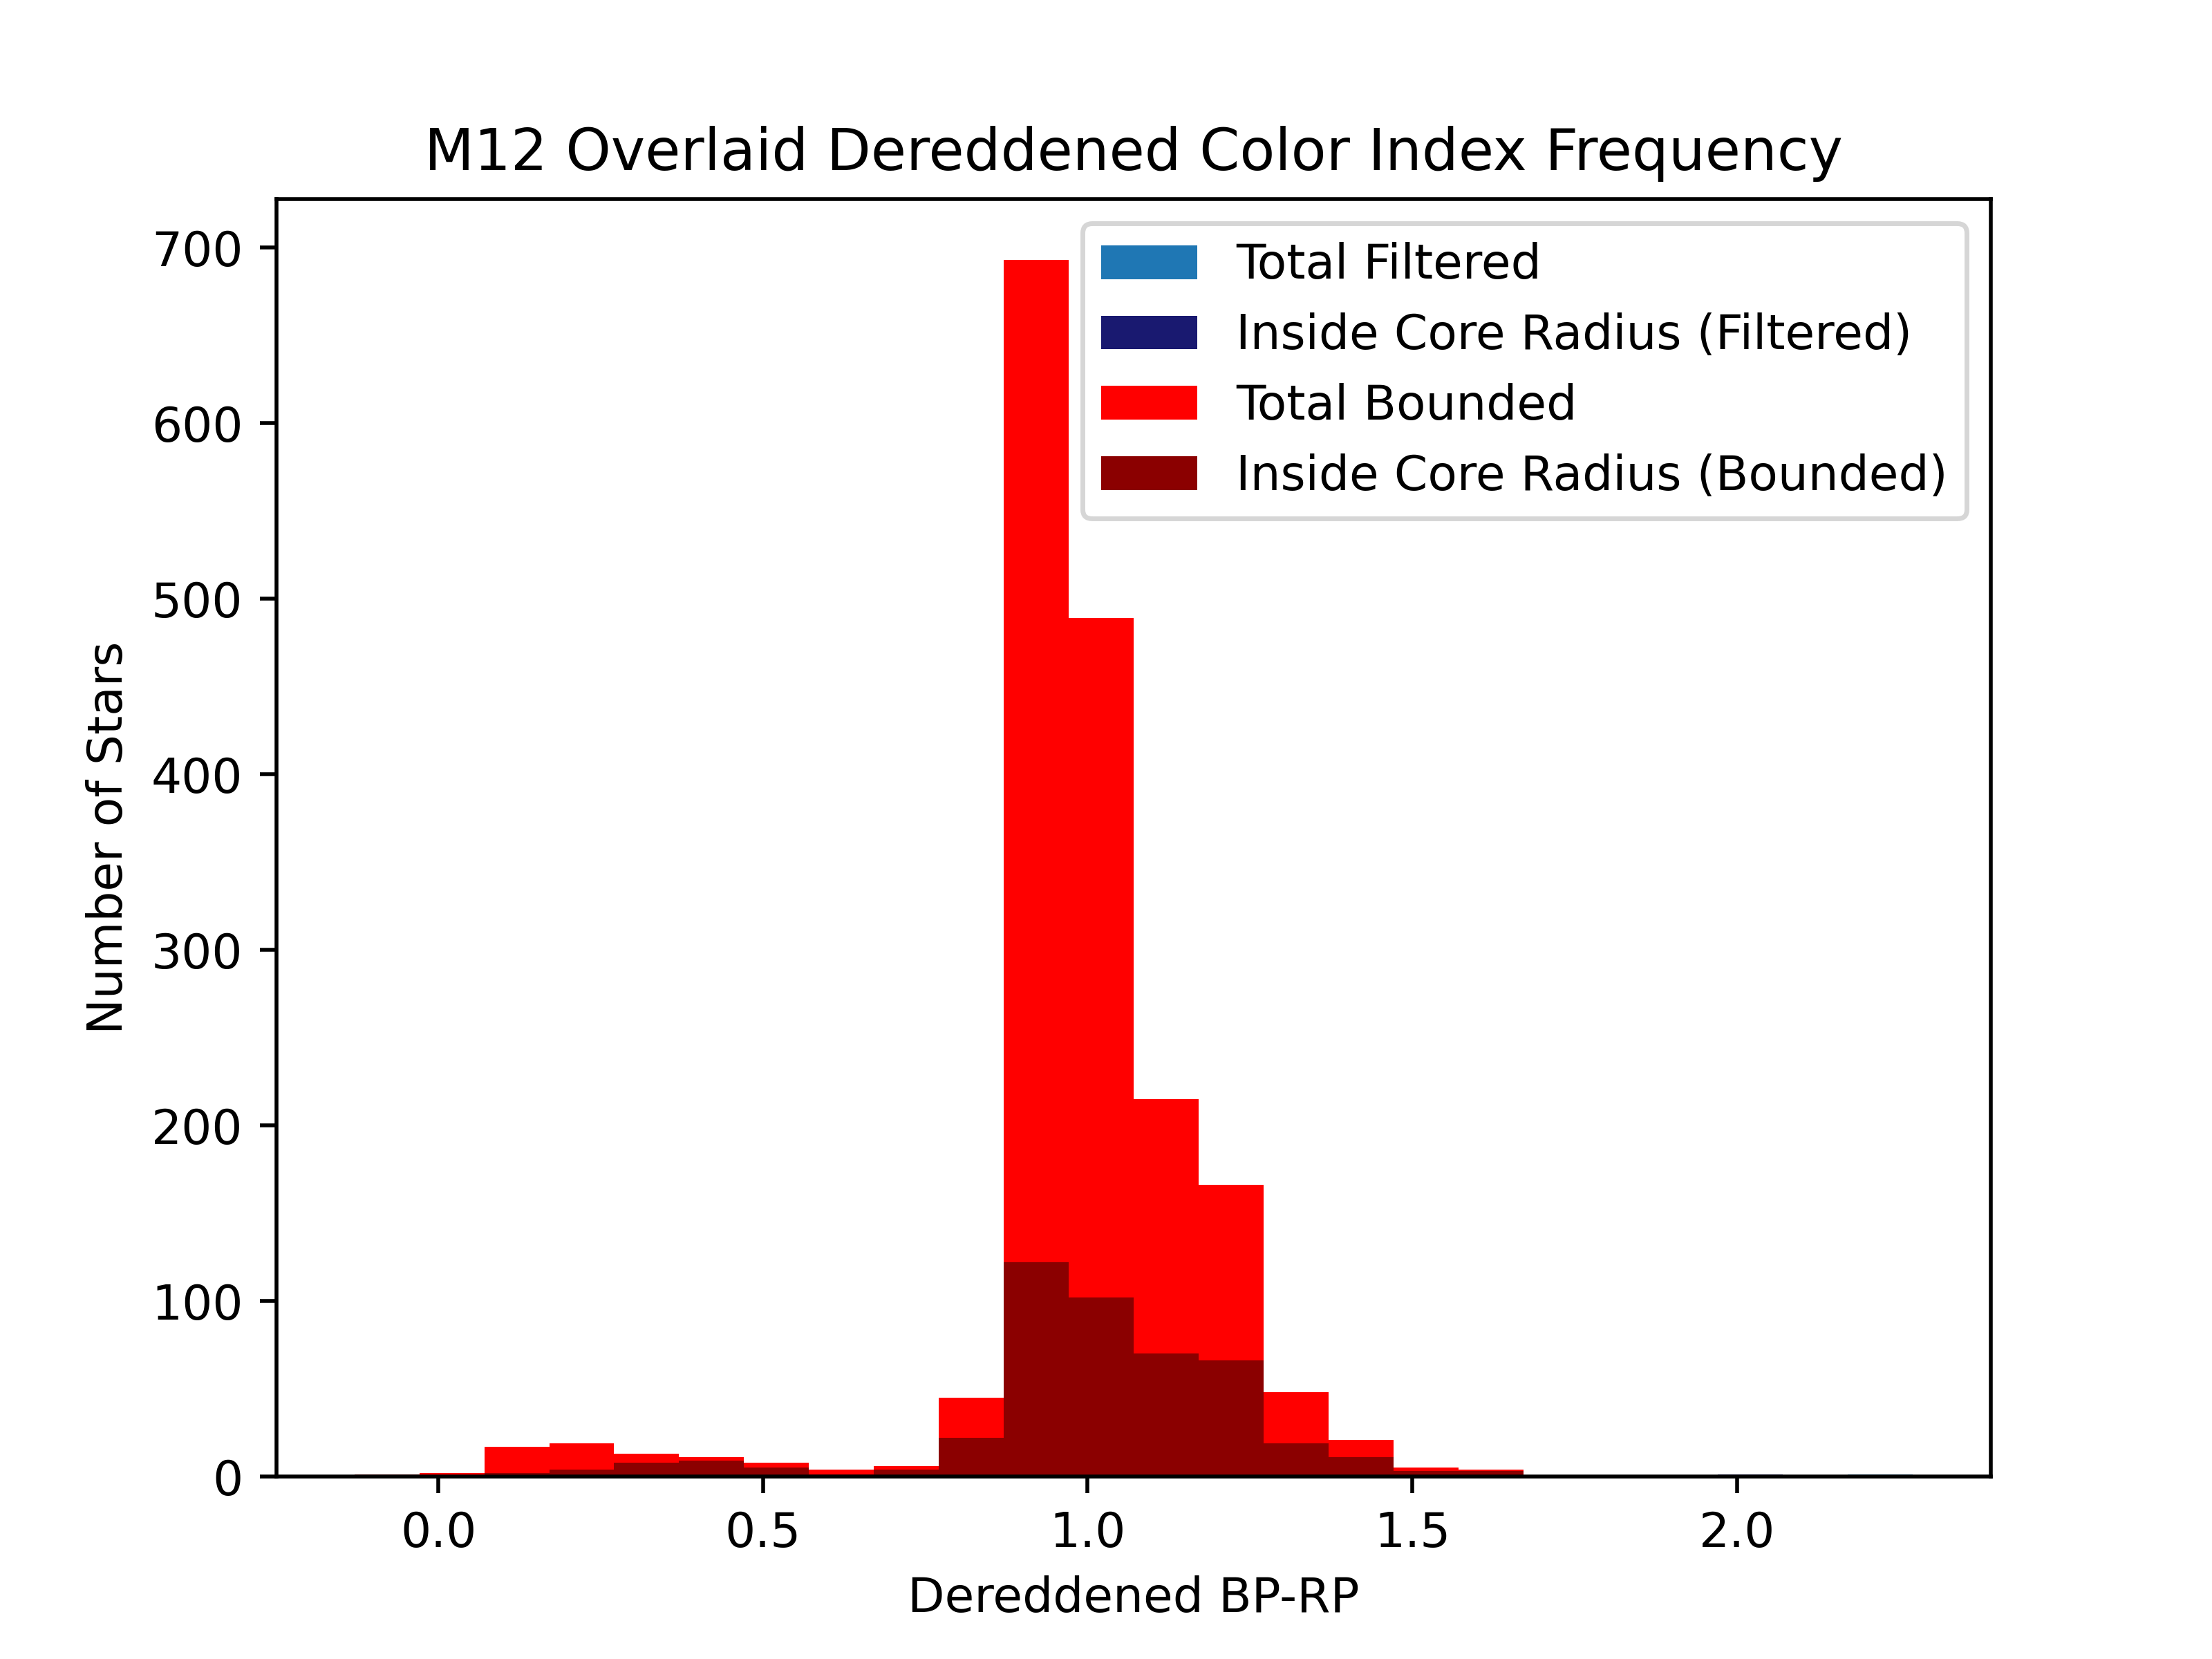 M12 Overlaid Dereddened Color Index Frequency
Total Filtered
Inside Core Radius (Filtered)
Total Bounded
Inside Core Radius (Bounded)
Number of Stars
700
600
500
400
300
200
100
0
0.0 0.5 1.0 1.5 2.0
Dereddened BP-RP